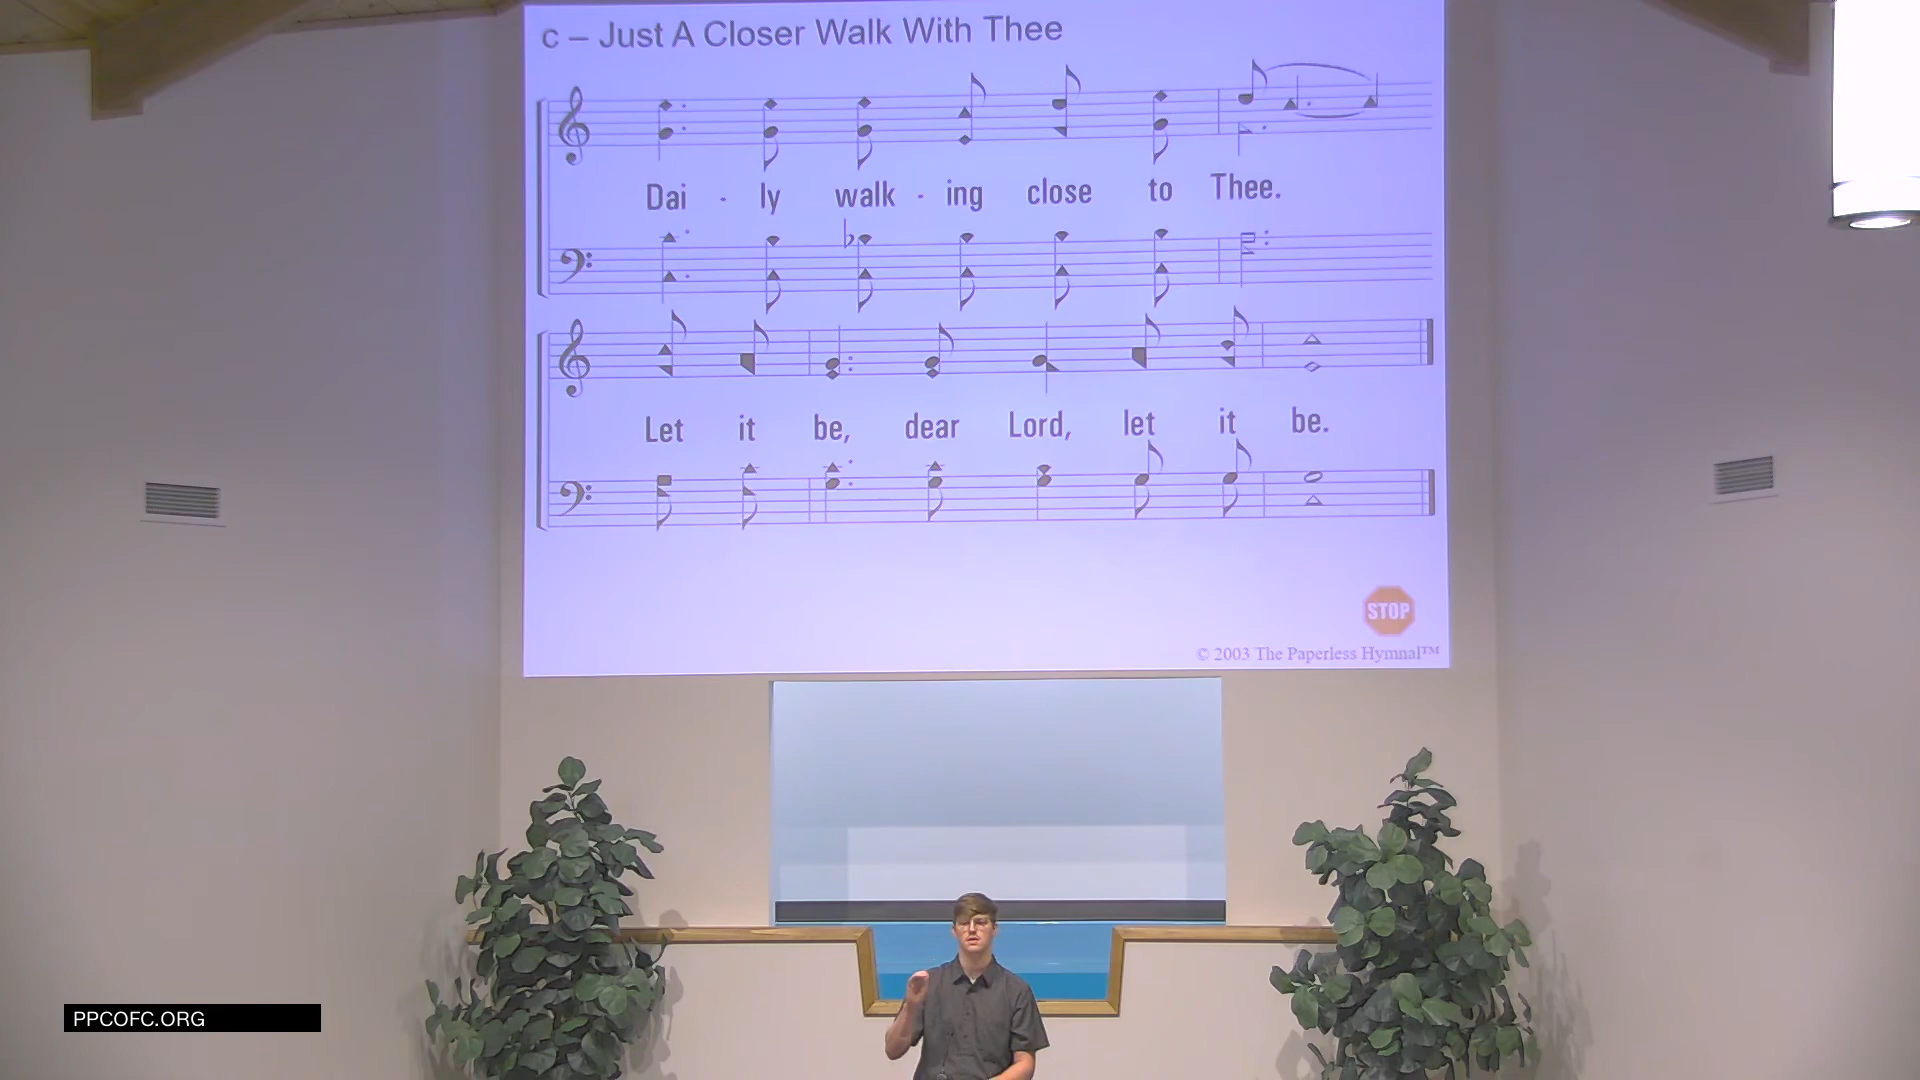 c – Just A Closer Walk With Thee
Dai - ly walk - ing close to Thee.
Let it be, dear Lord, let it be.
STOP
© 2003 The Paperless Hymnal™
PPCOFC.ORG